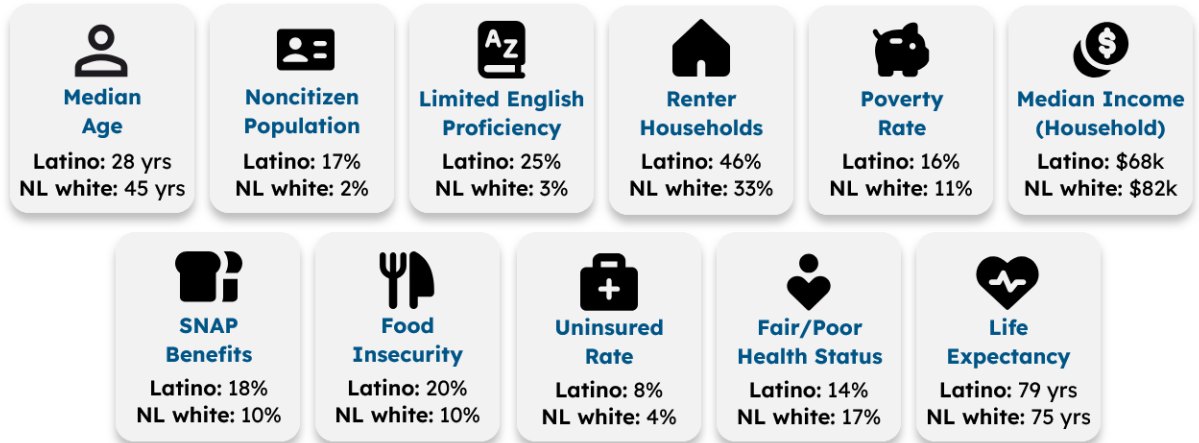 Median
Age
Latino: 28 yrs
NL white: 45 yrs
Noncitizen
Population
Latino: 17%
NL white: 2%
A
Z
Limited English
Proficiency
Latino: 25%
NL white: 3%
Renter
Households
Latino: 46%
NL white: 33%
Poverty
Rate
Latino: 16%
NL white: 11%
$
Median Income
(Household)
Latino: $68k
NL white: $82k
SNAP
Benefits
Latino: 18%
NL white: 10%
Food
Insecurity
Latino: 20%
NL white: 10%
Uninsured
Rate
Latino: 8%
NL white: 4%
Fair/Poor
Health Status
Latino: 14%
NL white: 17%
Life
Expectancy
Latino: 79 yrs
NL white: 75 yrs